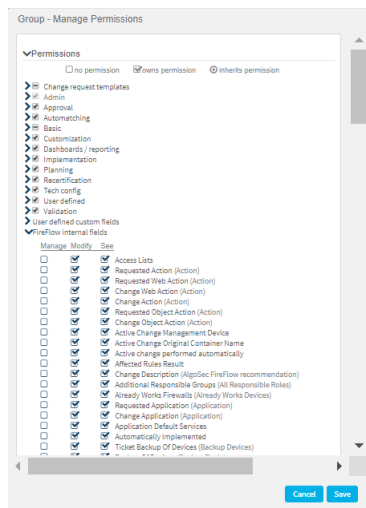 Group - Manage Permissions
Permissions
no permission owns permission inherits permission
Change request templates
Admin
Approval
Automatching
Basic
Customization
Dashboards / reporting
Implementation
Planning
Recertification
Tech config
User defined
Validation
User defined custom fields
FireFlow internal fields
Manage Modify See
Access Lists
Requested Action (Action)
Requested Web Action (Action)
Change Web Action (Action)
Change Action (Action)
Requested Object Action (Action)
Change Object Action (Action)
Active Change Management Device
Active Change Original Container Name
Active change performed automatically
Affected Rules Result
Change Description (AlgoSec FireFlow recommendation)
Additional Responsible Groups (All Responsible Roles)
Already Works Firewalls (Already Works Devices)
Requested Application (Application)
Change Application (Application)
Application Default Services
Automatically Implemented
Ticket Backup Of Devices (Backup Devices)
Cancel Save